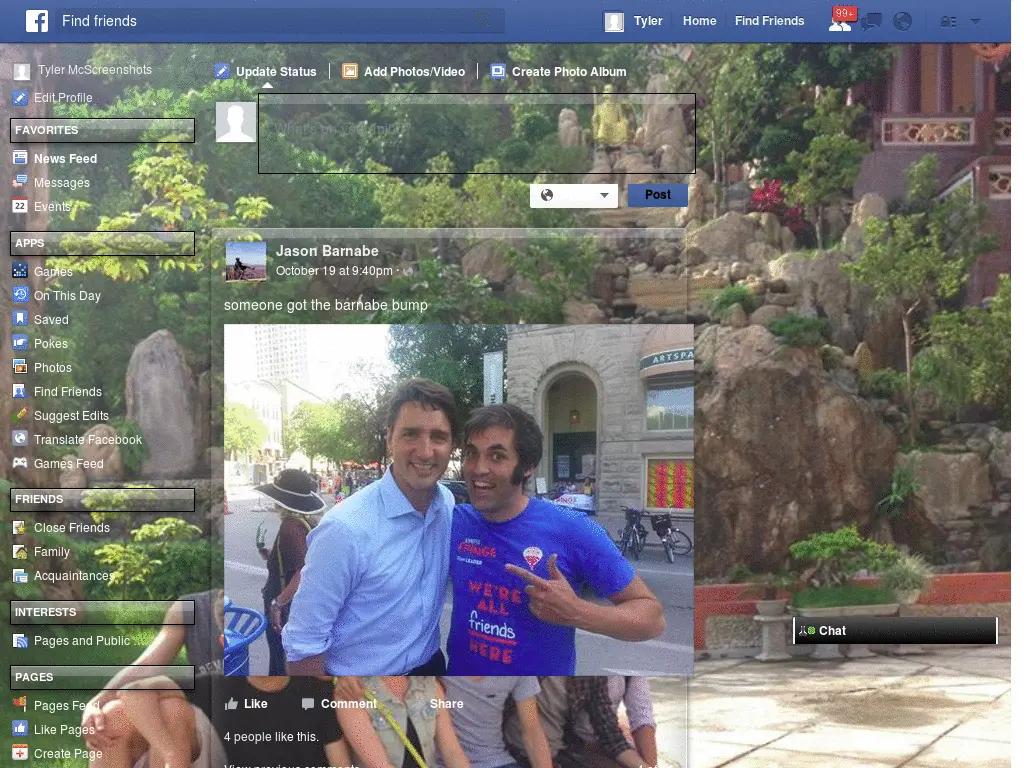 f
Find friends
Tyler
Home
Find Friends
99+
Tyler McScreenshots
Edit Profile
FAVORITES
News Feed
Messages
22
Events
APPS
Games
On This Day
Saved
Pokes
Photos
Find Friends
Suggest Edits
Translate Facebook
Games Feed
FRIENDS
Close Friends
Family
Acquaintances
INTERESTS
Pages and Public ...
PAGES
Pages Feed
Like Pages
Create Page
Update Status
Add Photos/Video
Create Photo Album
Post
Jason Barnabe
October 19 at 9:40pm ·
someone got the barnabe bump
ARTSPA
FRINGE
WE'RE
ALL
friends
HERE
Like
Comment
Share
4 people like this.
View previous comments
Chat